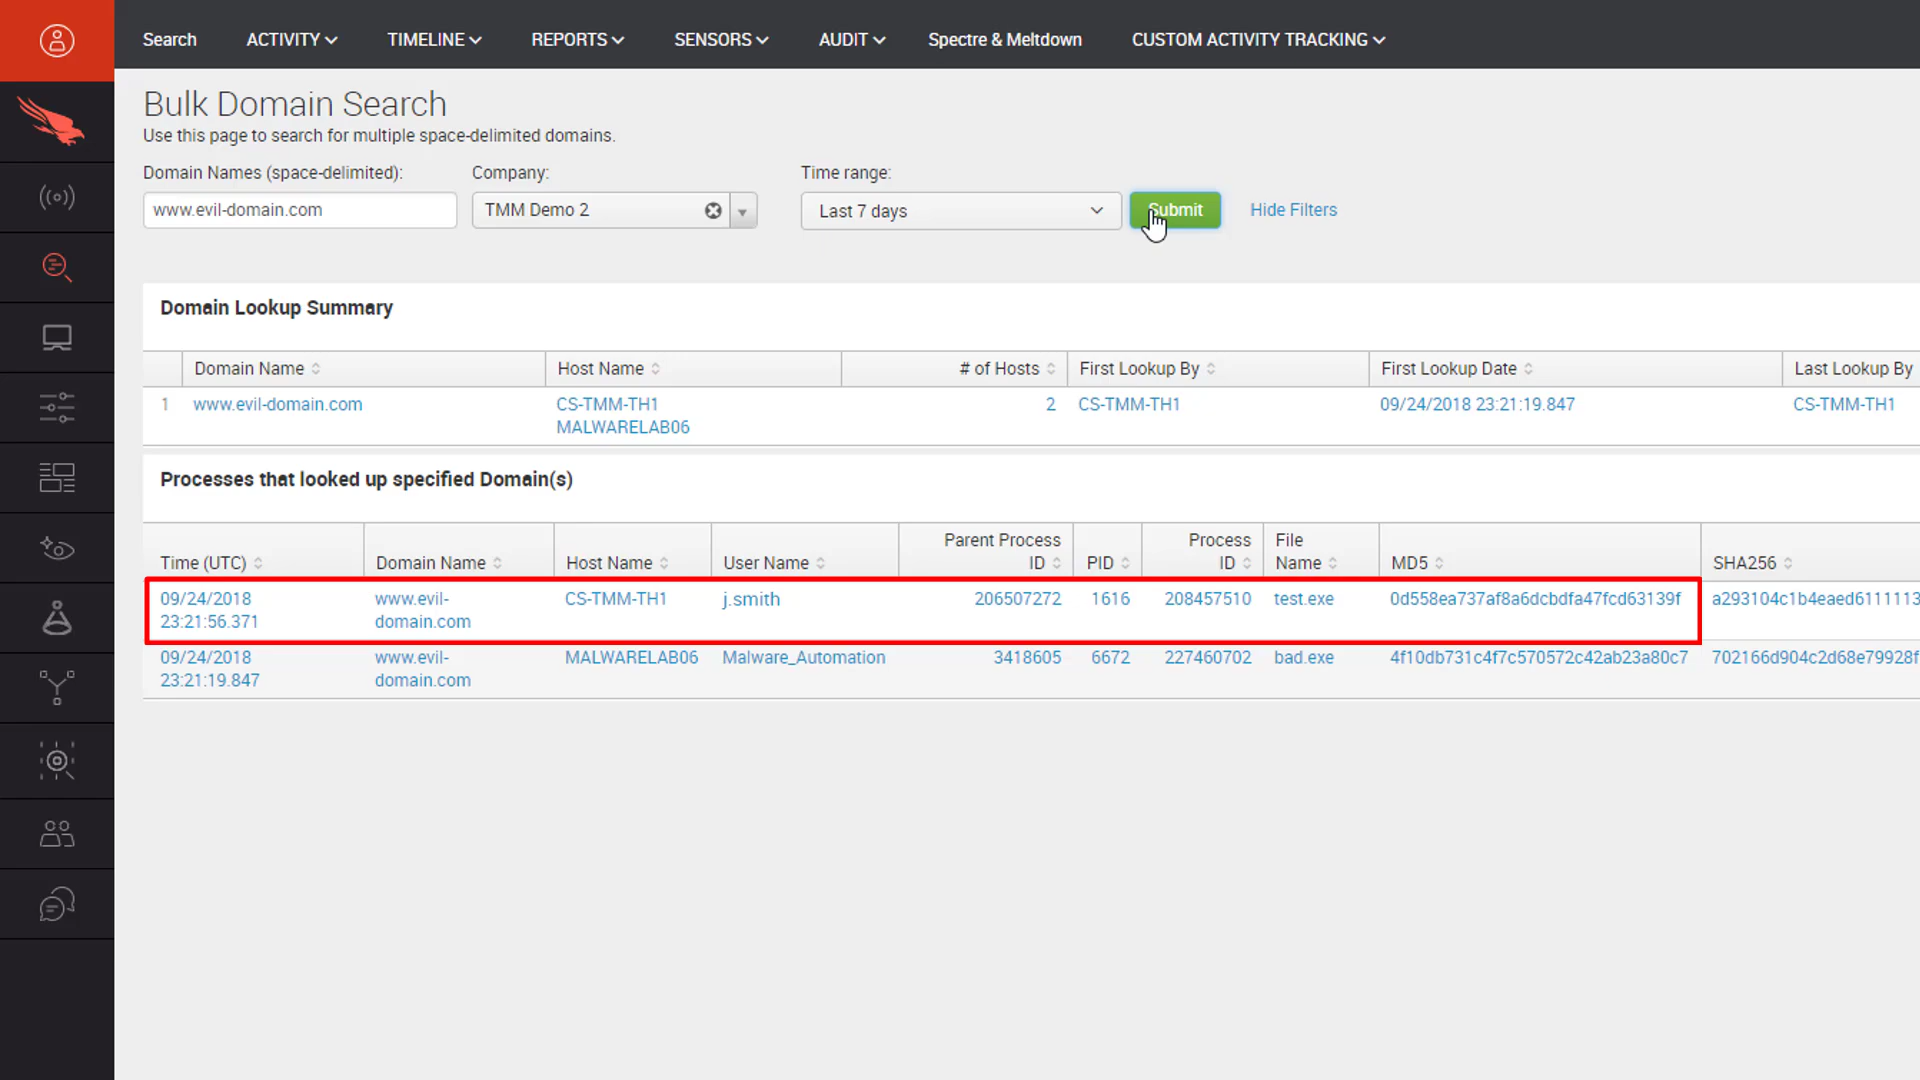 Search ACTIVITY TIMELINE REPORTS SENSORS AUDIT Spectre & Meltdown CUSTOM ACTIVITY TRACKING
Bulk Domain Search
Use this page to search for multiple space-delimited domains.
Domain Names (space-delimited): Company: Time range:
www.evil-domain.com TMM Demo 2 Last 7 days Submit Hide Filters
Domain Lookup Summary
Domain Name Host Name # of Hosts First Lookup By First Lookup Date Last Lookup By
1 www.evil-domain.com CS-TMM-TH1 2 CS-TMM-TH1 09/24/2018 23:21:19.847 CS-TMM-TH1
MALWARELAB06
Processes that looked up specified Domain(s)
Parent Process Process File
Time (UTC) Domain Name Host Name User Name ID PID ID Name MD5 SHA256
09/24/2018 www.evil- CS-TMM-TH1 j.smith 206507272 1616 208457510 test.exe 0d558ea737af8a6dcbdfa47fcd63139f a293104c1b4eaed6111113
23:21:56.371 domain.com
09/24/2018 www.evil- MALWARELAB06 Malware_Automation 3418605 6672 227460702 bad.exe 4f10db731c4f7c570572c42ab23a80c7 702166d904c2d68e79928f
23:21:19.847 domain.com